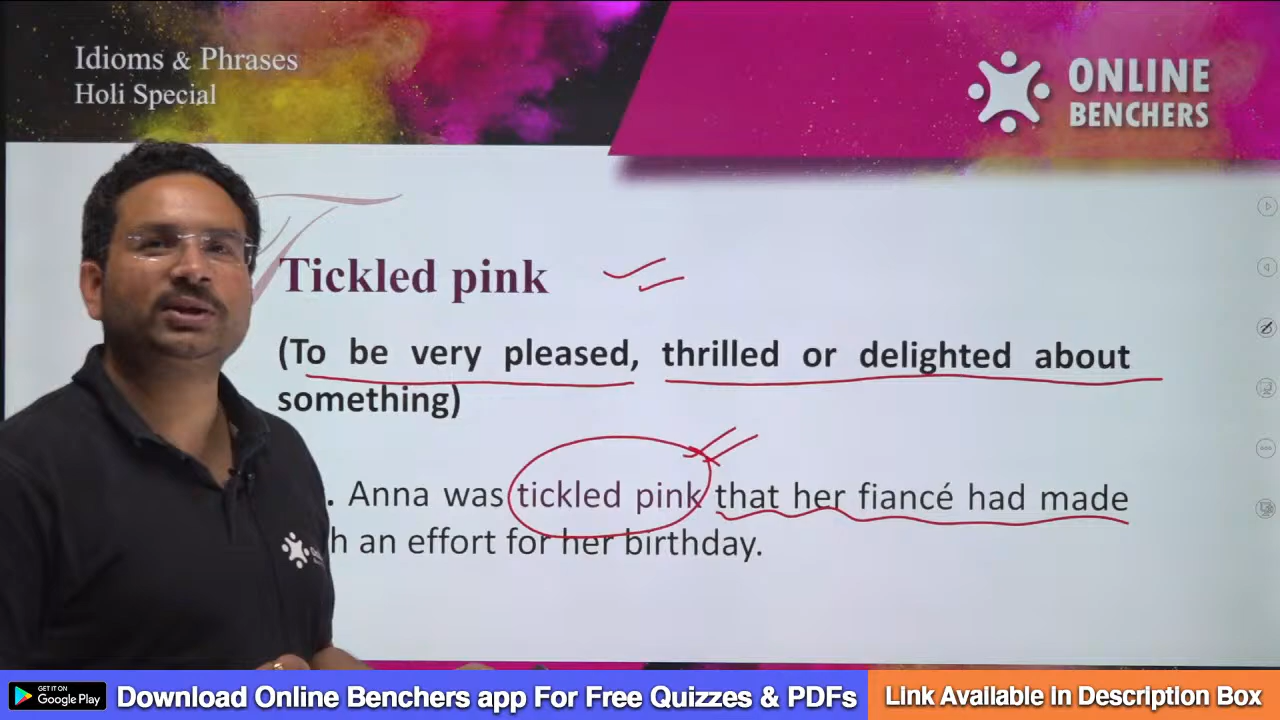 Idioms & Phrases
Holi Special
ONLINE
BENCHERS
Tickled pink
(To be very pleased, thrilled or delighted about
something)
. Anna was tickled pink that her fiancé had made
h an effort for her birthday.
GET IT ON
Google Play
Download Online Benchers app For Free Quizzes & PDFs
Link Available In Description Box